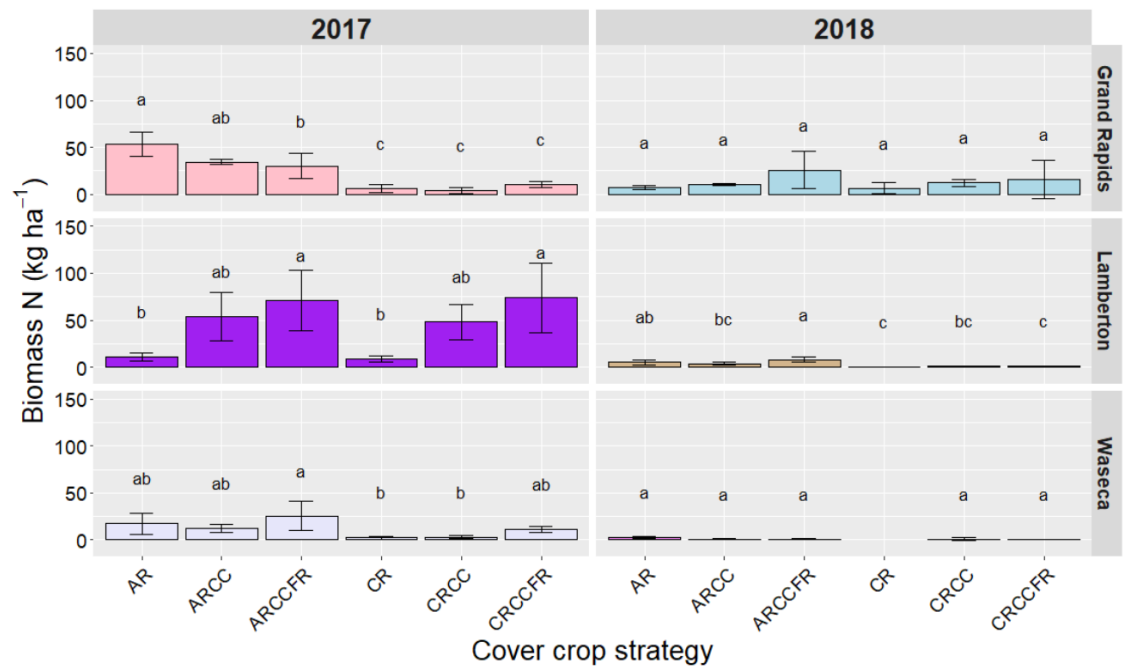 2017
2018
Biomass N (kg ha⁻¹)
150
100
50
0
a
ab
b
c
c
c
a
a
a
a
a
a
Grand Rapids
150
100
50
0
b
ab
a
b
ab
a
ab
bc
a
c
bc
c
Lamberton
150
100
50
0
ab
ab
a
b
b
ab
a
a
a
a
a
Waseca
AR
ARCC
ARCCFR
CR
CRCC
CRCCFR
AR
ARCC
ARCCFR
CR
CRCC
CRCCFR
Cover crop strategy